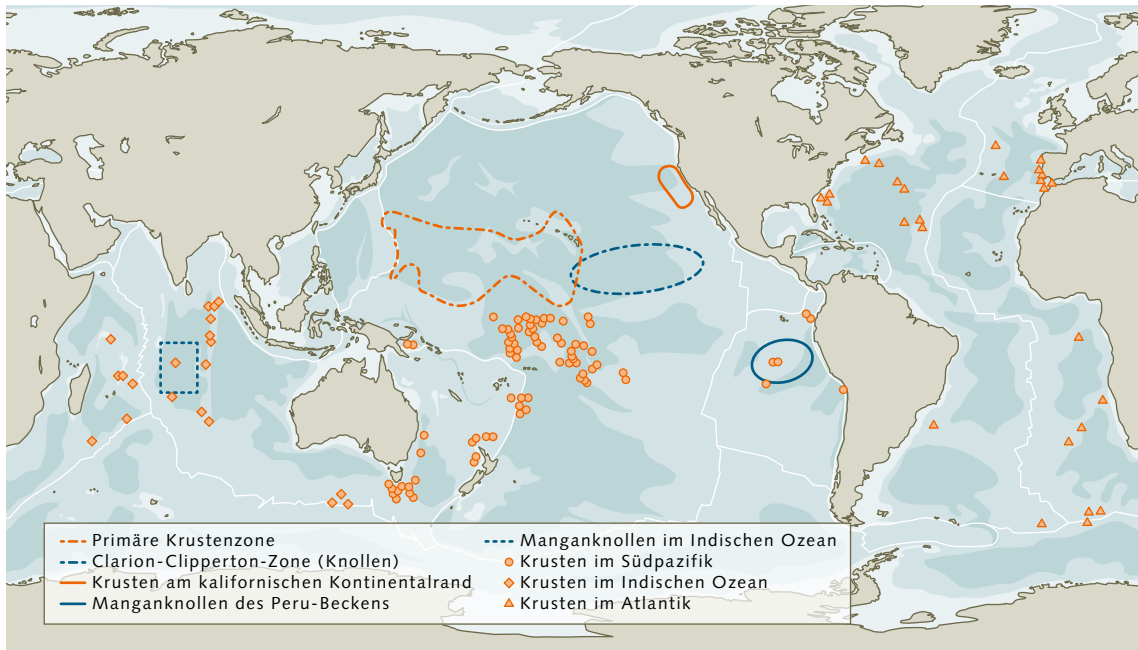 Primäre Krustenzone
Clarion-Clipperton-Zone (Knollen)
Krusten am kalifornischen Kontinentalrand
Manganknollen des Peru-Beckens
Manganknollen im Indischen Ozean
Krusten im Südpazifik
Krusten im Indischen Ozean
Krusten im Atlantik